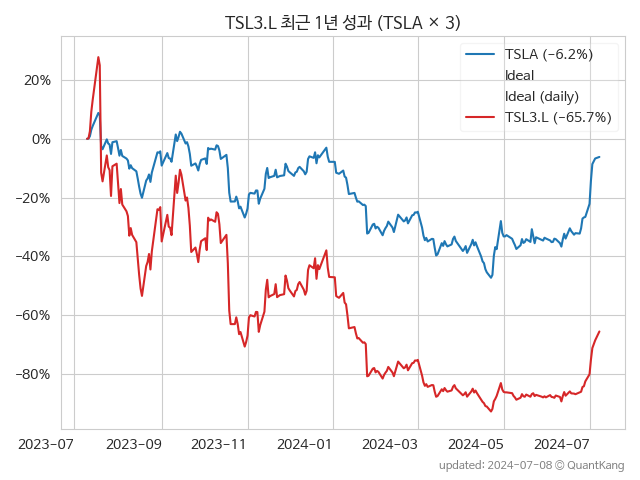 TSL3.L 최근 1년 성과 (TSLA × 3)
TSLA (−6.2%)
Ideal
Ideal (daily)
TSL3.L (−65.7%)
20%
0%
−20%
−40%
−60%
−80%
2023-07 2023-09 2023-11 2024-01 2024-03 2024-05 2024-07
updated: 2024-07-08 © QuantKang